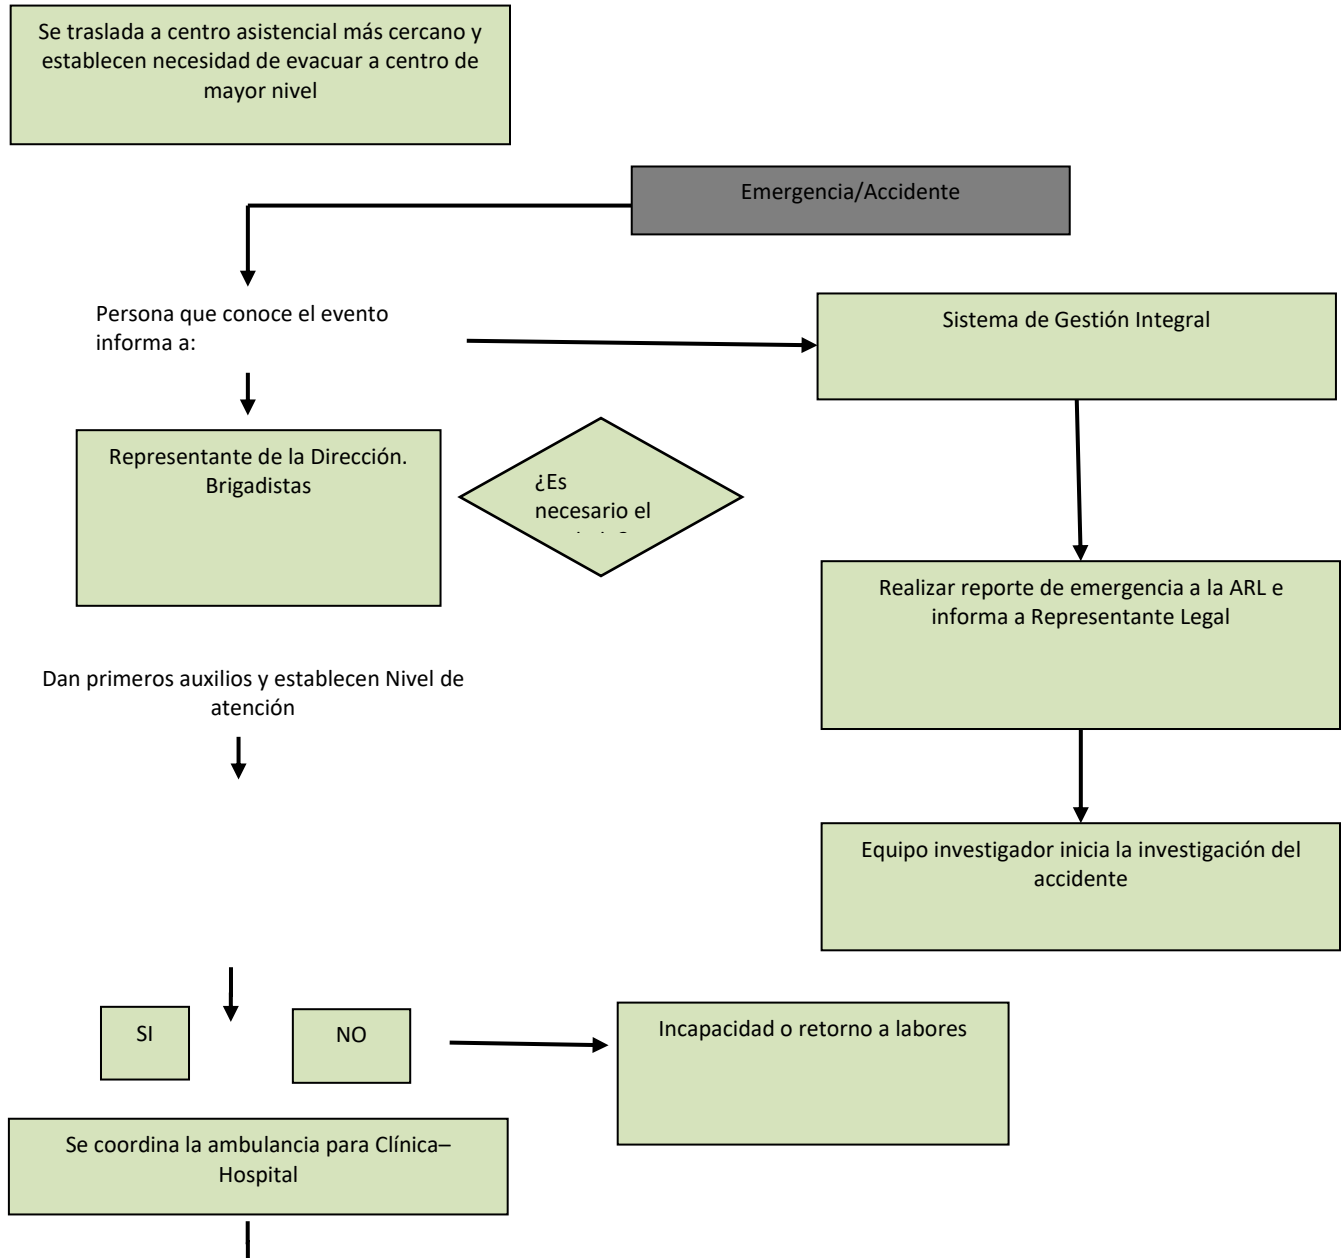 Se traslada a centro asistencial más cercano y
establecen necesidad de evacuar a centro de
mayor nivel
Emergencia/Accidente
Persona que conoce el evento
informa a:
Sistema de Gestión Integral
Representante de la Dirección.
Brigadistas
¿Es
necesario el
Realizar reporte de emergencia a la ARL e
informa a Representante Legal
Dan primeros auxilios y establecen Nivel de
atención
Equipo investigador inicia la investigación del
accidente
SI
NO
Incapacidad o retorno a labores
Se coordina la ambulancia para Clínica–
Hospital